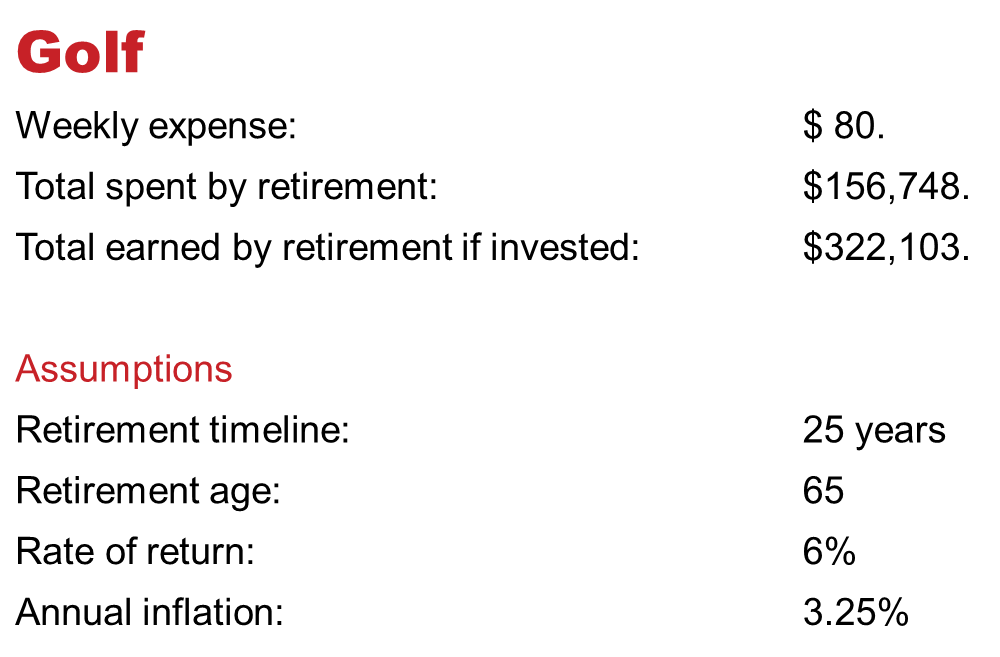 Golf
Weekly expense: $ 80.
Total spent by retirement: $156,748.
Total earned by retirement if invested: $322,103.
Assumptions
Retirement timeline: 25 years
Retirement age: 65
Rate of return: 6%
Annual inflation: 3.25%